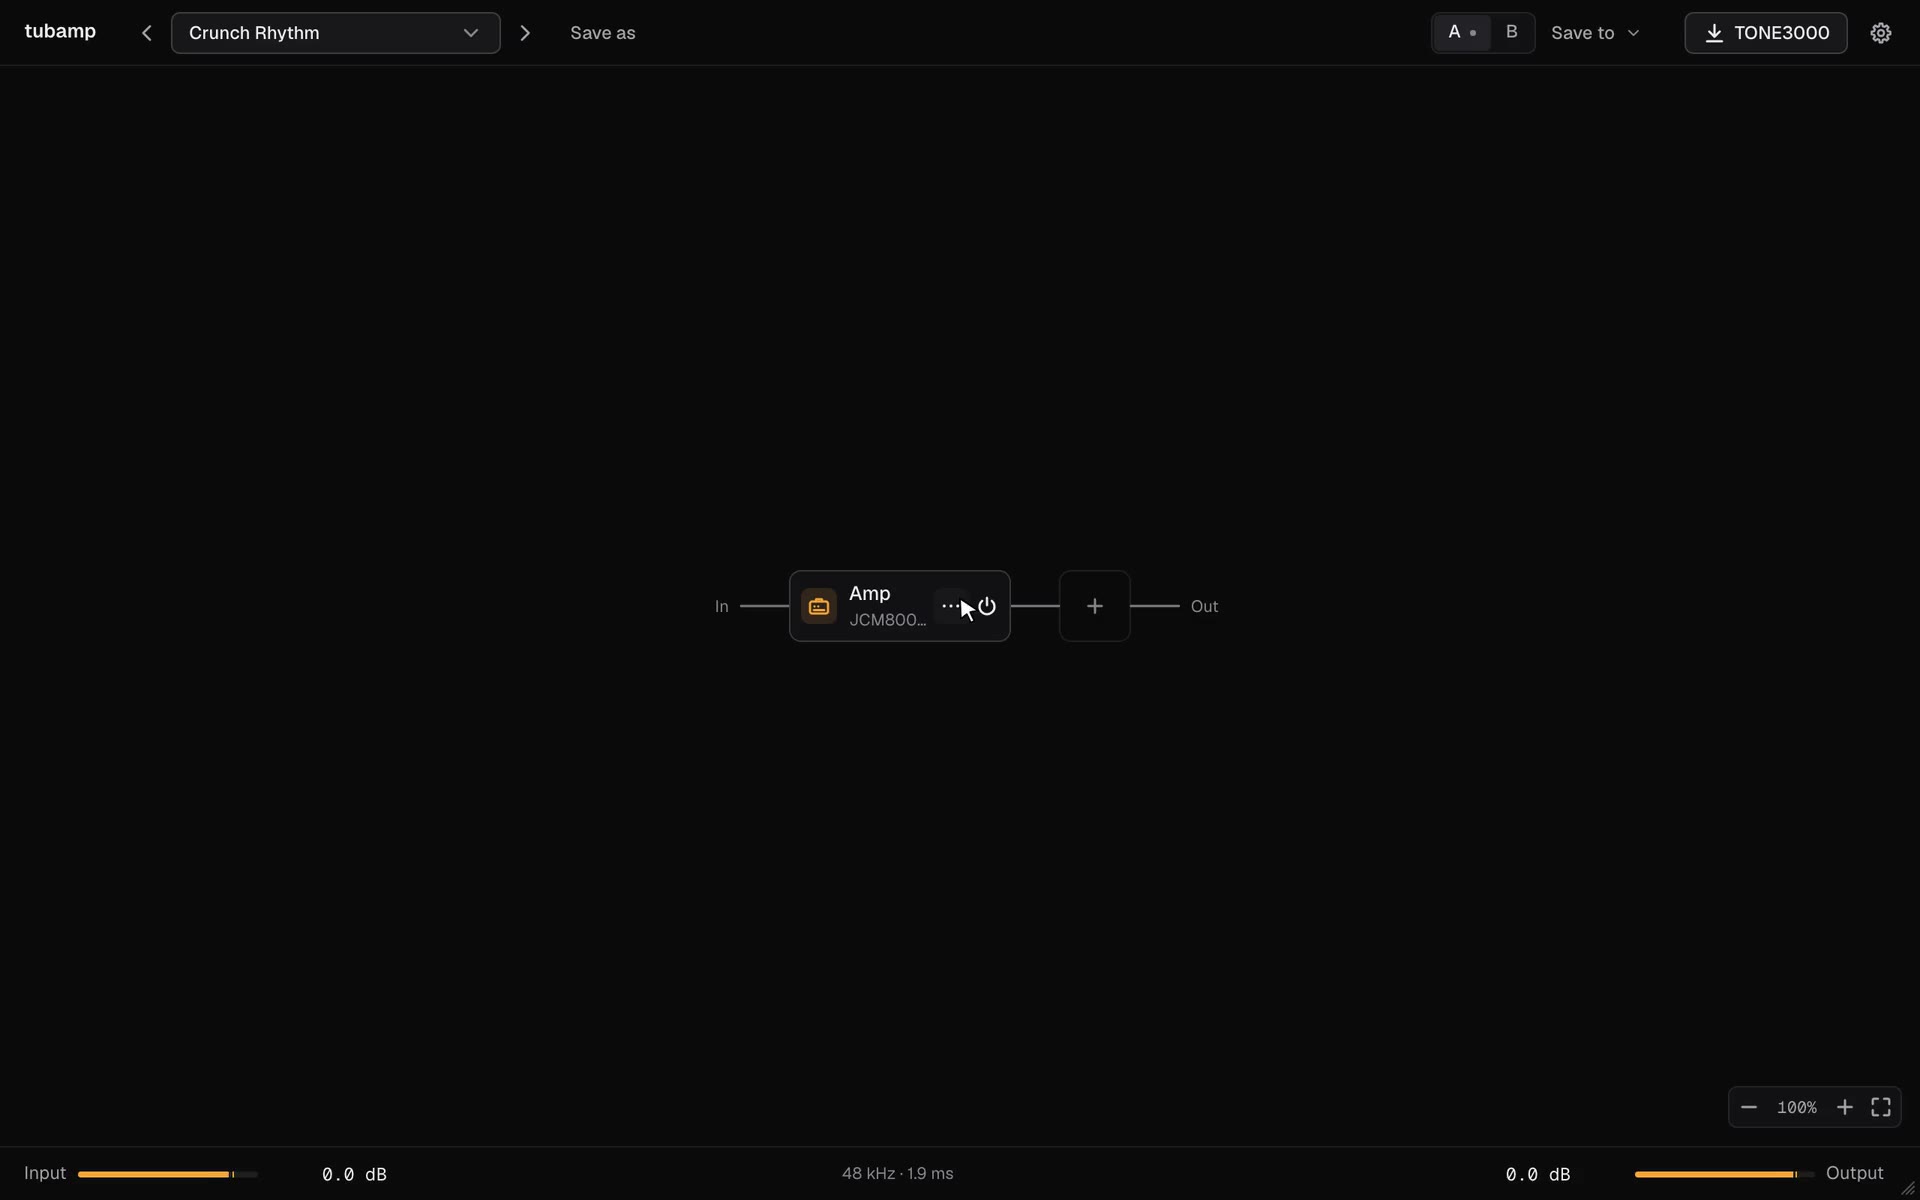 tubamp
Crunch Rhythm
Save as
A
B
Save to
TONE3000
In
Amp
JCM800...
Out
100%
Input
0.0 dB
48 kHz · 1.9 ms
0.0 dB
Output